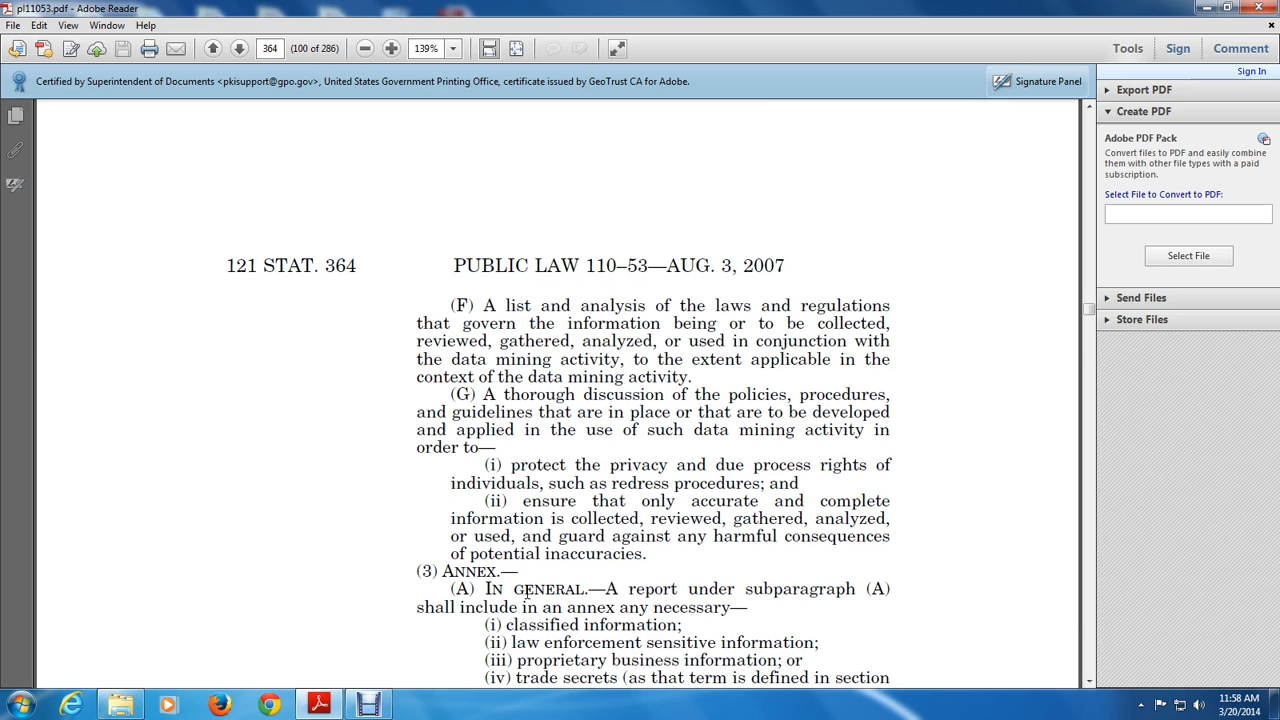 pl11053.pdf - Adobe Reader
File Edit View Window Help
364 (100 of 286) 139% Tools Sign Comment
Certified by Superintendent of Documents <pkisupport@gpo.gov>, United States Government Printing Office, certificate issued by GeoTrust CA for Adobe. Signature Panel
Sign In
Export PDF
Create PDF
Adobe PDF Pack
Convert files to PDF and easily combine
them with other file types with a paid
subscription.
Select File to Convert to PDF:
Select File
Send Files
Store Files
121 STAT. 364 PUBLIC LAW 110–53—AUG. 3, 2007
(F) A list and analysis of the laws and regulations
that govern the information being or to be collected,
reviewed, gathered, analyzed, or used in conjunction with
the data mining activity, to the extent applicable in the
context of the data mining activity.
(G) A thorough discussion of the policies, procedures,
and guidelines that are in place or that are to be developed
and applied in the use of such data mining activity in
order to—
(i) protect the privacy and due process rights of
individuals, such as redress procedures; and
(ii) ensure that only accurate and complete
information is collected, reviewed, gathered, analyzed,
or used, and guard against any harmful consequences
of potential inaccuracies.
(3) ANNEX.—
(A) IN GENERAL.—A report under subparagraph (A)
shall include in an annex any necessary—
(i) classified information;
(ii) law enforcement sensitive information;
(iii) proprietary business information; or
(iv) trade secrets (as that term is defined in section
11:58 AM
3/20/2014